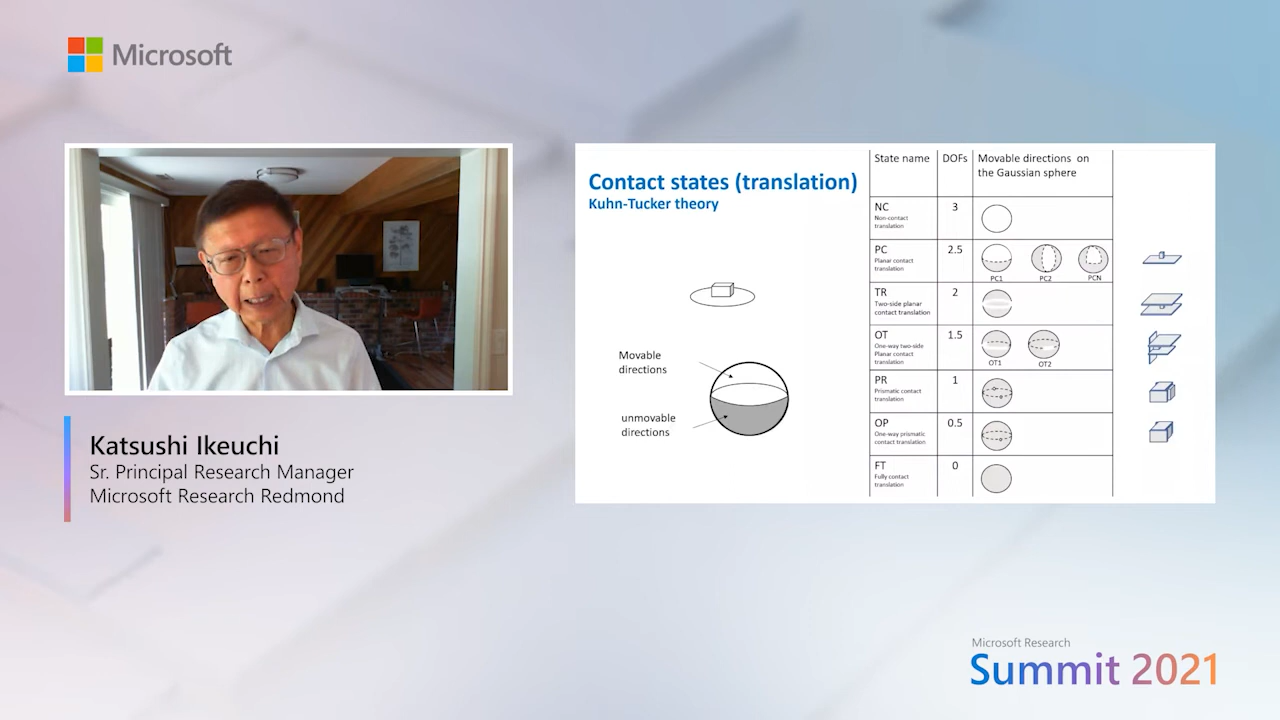 Microsoft
Katsushi Ikeuchi
Sr. Principal Research Manager
Microsoft Research Redmond
Contact states (translation)
Kuhn-Tucker theory
Movable
directions
unmovable
directions
State name DOFs Movable directions on
the Gaussian sphere
NC 3
Non-contact
translation
PC 2.5
Planar contact
translation
PC1 PC2 PCN
TR 2
Two-side planar
contact translation
OT 1.5
One-way two-side
Planar contact
translation
OT1 OT2
PR 1
Prismatic contact
translation
OP 0.5
One-way prismatic
contact translation
FT 0
Fully contact
translation
Microsoft Research
Summit 2021